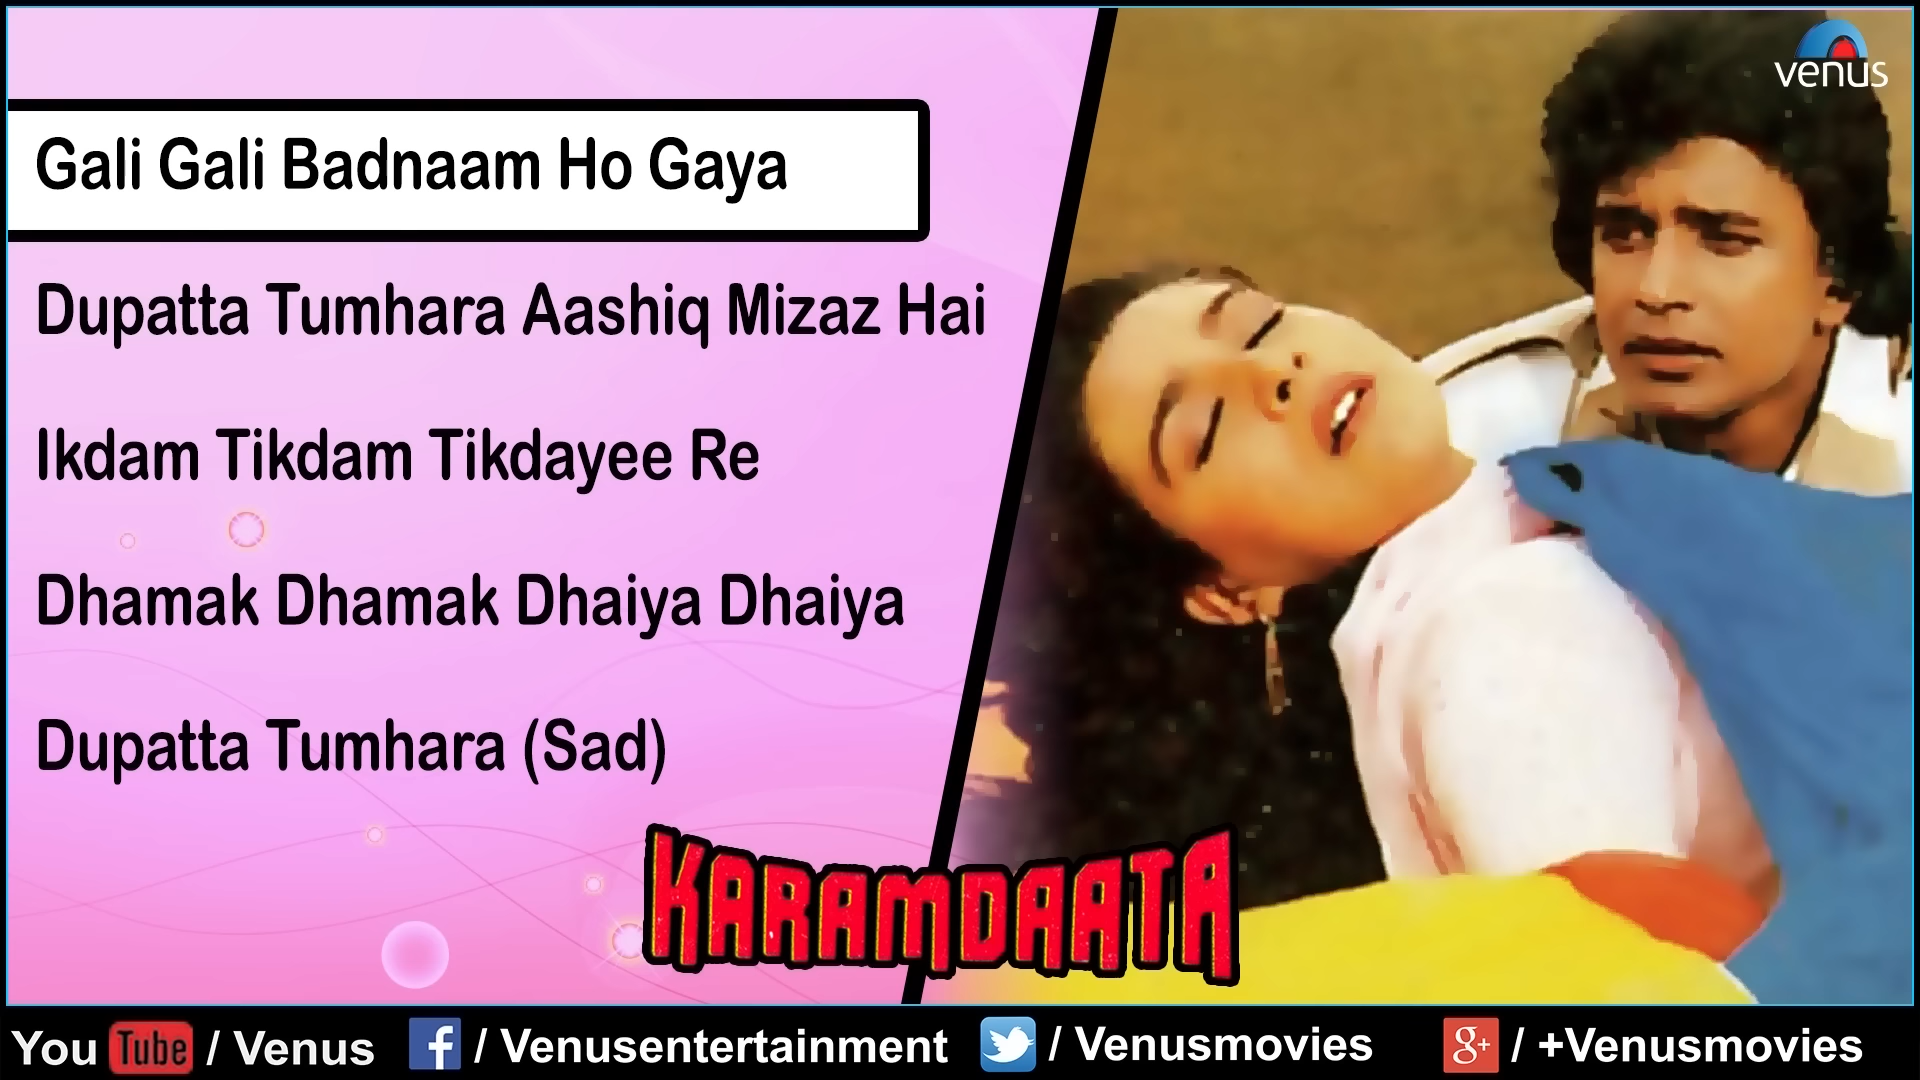 venus
Gali Gali Badnaam Ho Gaya
Dupatta Tumhara Aashiq Mizaz Hai
Ikdam Tikdam Tikdayee Re
Dhamak Dhamak Dhaiya Dhaiya
Dupatta Tumhara (Sad)
KARAMDAATA
You Tube / Venus f / Venusentertainment / Venusmovies g+ / +Venusmovies